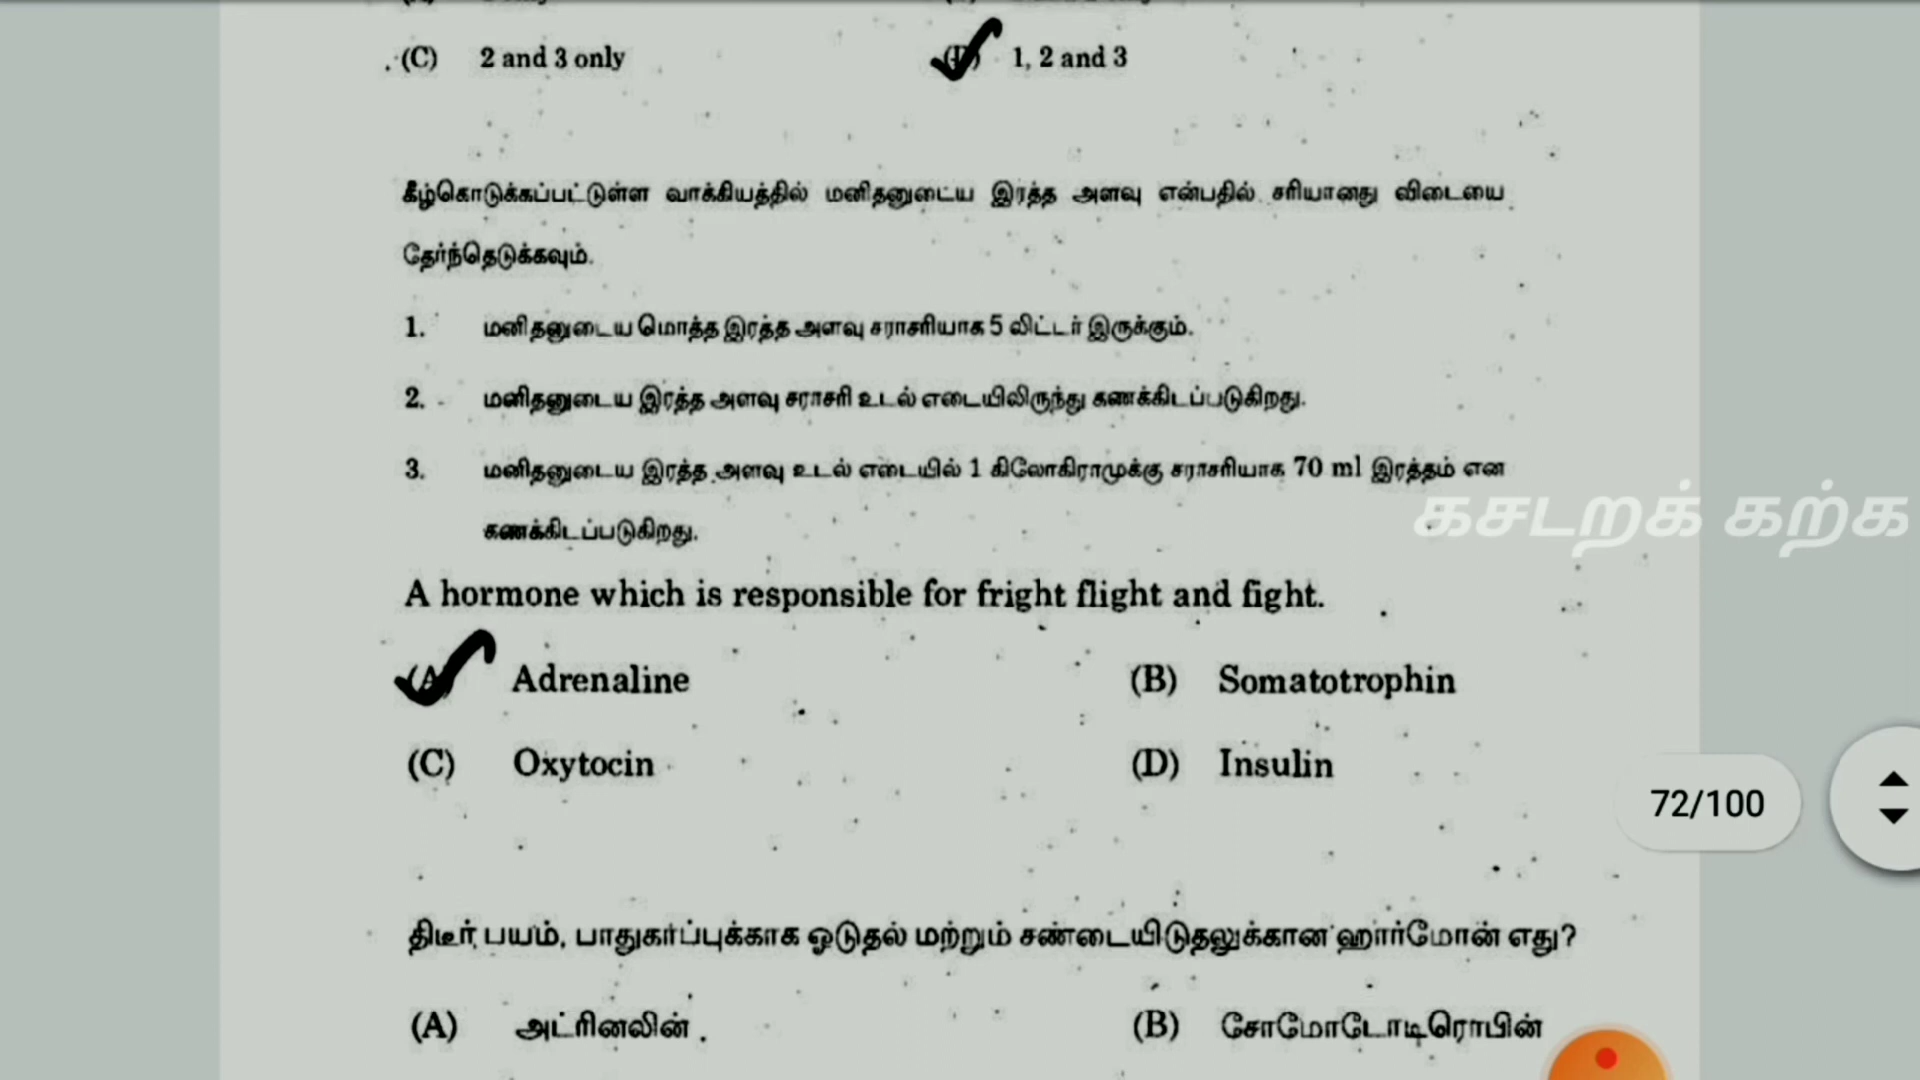 (C) 2 and 3 only (D) 1, 2 and 3
கீழ்கொடுக்கப்பட்டுள்ள வாக்கியத்தில் மனிதனுடைய இரத்த அளவு என்பதில் சரியானது விடையை
தேர்ந்தெடுக்கவும்.
1. மனிதனுடைய மொத்த இரத்த அளவு சராசரியாக 5 லிட்டர் இருக்கும்.
2. மனிதனுடைய இரத்த அளவு சராசரி உடல் எடையிலிருந்து கணக்கிடப்படுகிறது.
3. மனிதனுடைய இரத்த அளவு உடல் எடையில் 1 கிலோகிராமுக்கு சராசரியாக 70 ml இரத்தம் என
கணக்கிடப்படுகிறது.
கசடறக் கற்க
A hormone which is responsible for fright flight and fight.
(A) Adrenaline (B) Somatotrophin
(C) Oxytocin (D) Insulin
72/100
திடீர் பயம், பாதுகாப்புக்காக ஓடுதல் மற்றும் சண்டையிடுதலுக்கான ஹார்மோன் எது?
(A) அட்ரினலின் (B) சோமோடோடிரொபின்